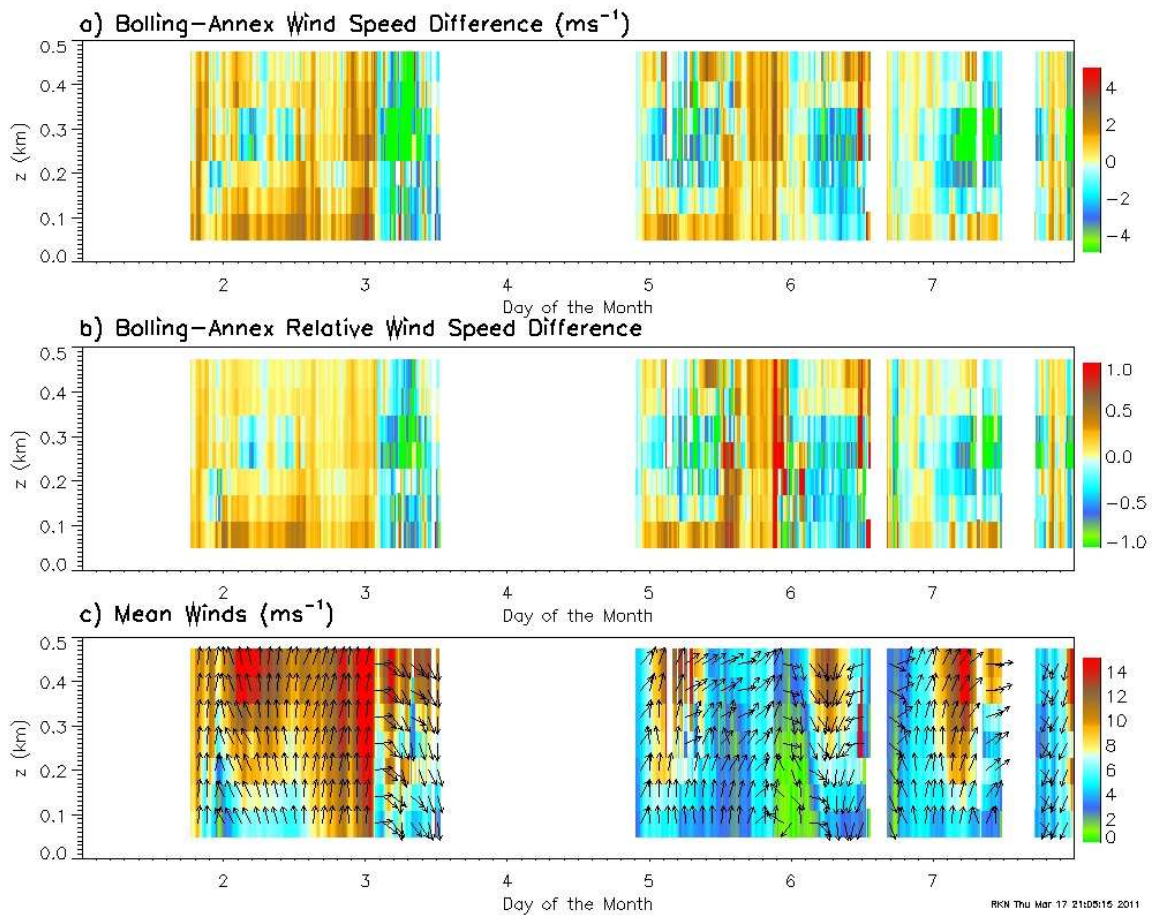 a) Bolling-Annex Wind Speed Difference (ms⁻¹)
0.5
0.4
0.3
0.2
0.1
0.0
z (km)
4
2
0
-2
-4
2 3 4 5 6 7
Day of the Month
b) Bolling-Annex Relative Wind Speed Difference
0.5
0.4
0.3
0.2
0.1
0.0
z (km)
1.0
0.5
0.0
-0.5
-1.0
2 3 4 5 6 7
Day of the Month
c) Mean Winds (ms⁻¹)
0.5
0.4
0.3
0.2
0.1
0.0
z (km)
14
12
10
8
6
4
2
0
2 3 4 5 6 7
Day of the Month
RKN Thu Mar 17 21:05:15 2011